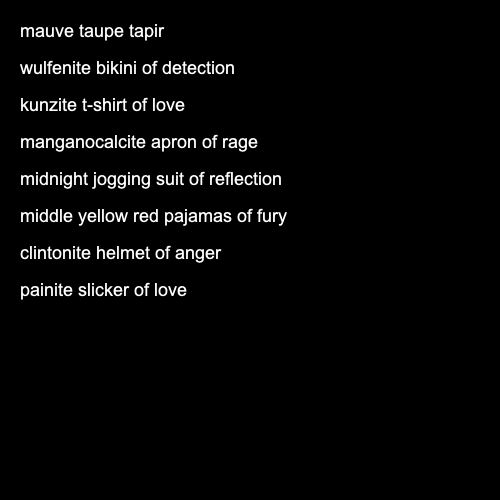 mauve taupe tapir
wulfenite bikini of detection
kunzite t-shirt of love
manganocalcite apron of rage
midnight jogging suit of reflection
middle yellow red pajamas of fury
clintonite helmet of anger
painite slicker of love